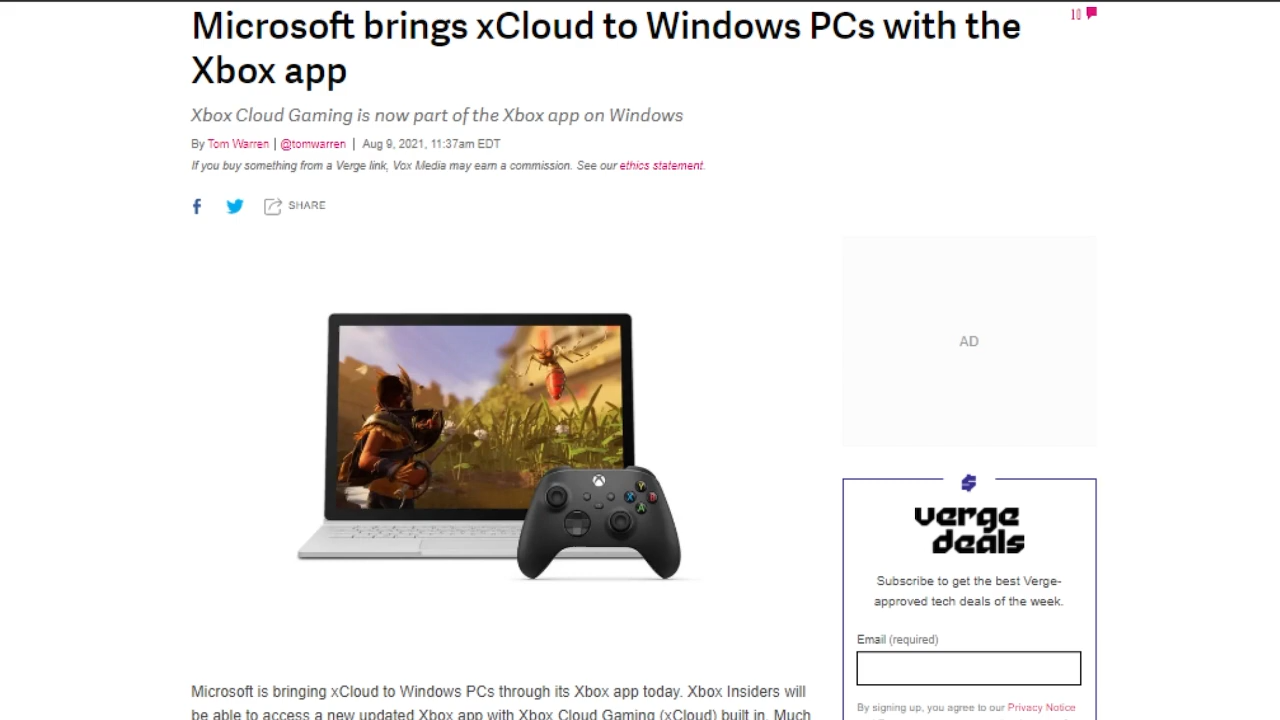 Microsoft brings xCloud to Windows PCs with the
Xbox app
10
Xbox Cloud Gaming is now part of the Xbox app on Windows
By Tom Warren | @tomwarren | Aug 9, 2021, 11:37am EDT
If you buy something from a Verge link, Vox Media may earn a commission. See our ethics statement.
SHARE
AD
Y
X
B
A
verge
deals
Subscribe to get the best Verge-
approved tech deals of the week.
Email (required)
By signing up, you agree to our Privacy Notice
Microsoft is bringing xCloud to Windows PCs through its Xbox app today. Xbox Insiders will
be able to access a new updated Xbox app with Xbox Cloud Gaming (xCloud) built in. Much